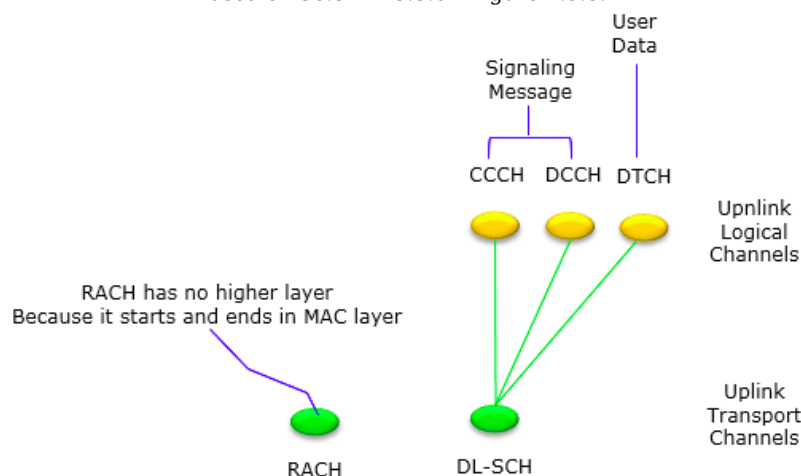 User
Data
Signaling
Message
CCCH
DCCH
DTCH
Upnlink
Logical
Channels
RACH has no higher layer
Because it starts and ends in MAC layer
Uplink
Transport
Channels
RACH
DL-SCH